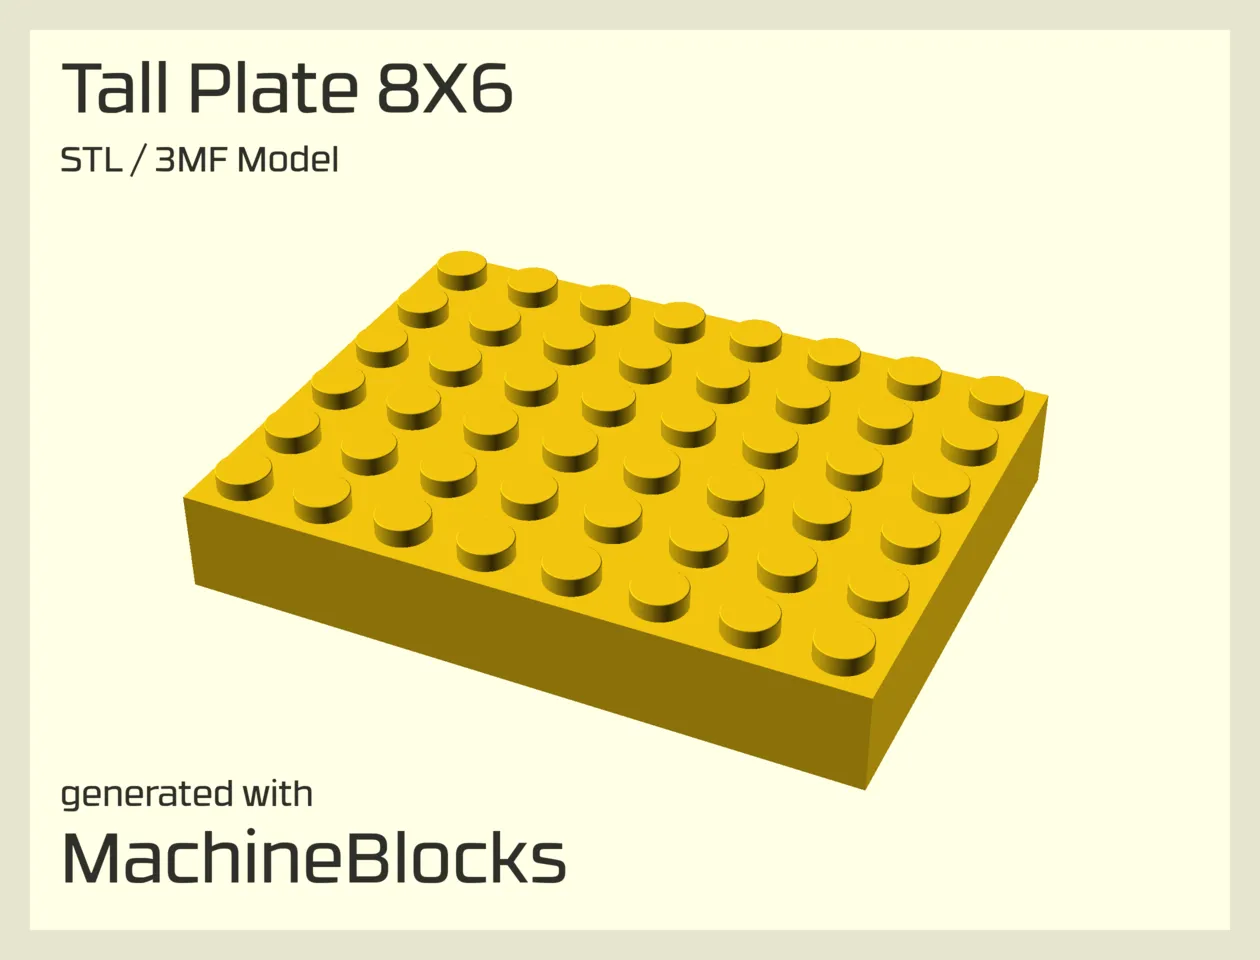 Tall Plate 8X6
STL / 3MF Model
generated with
MachineBlocks